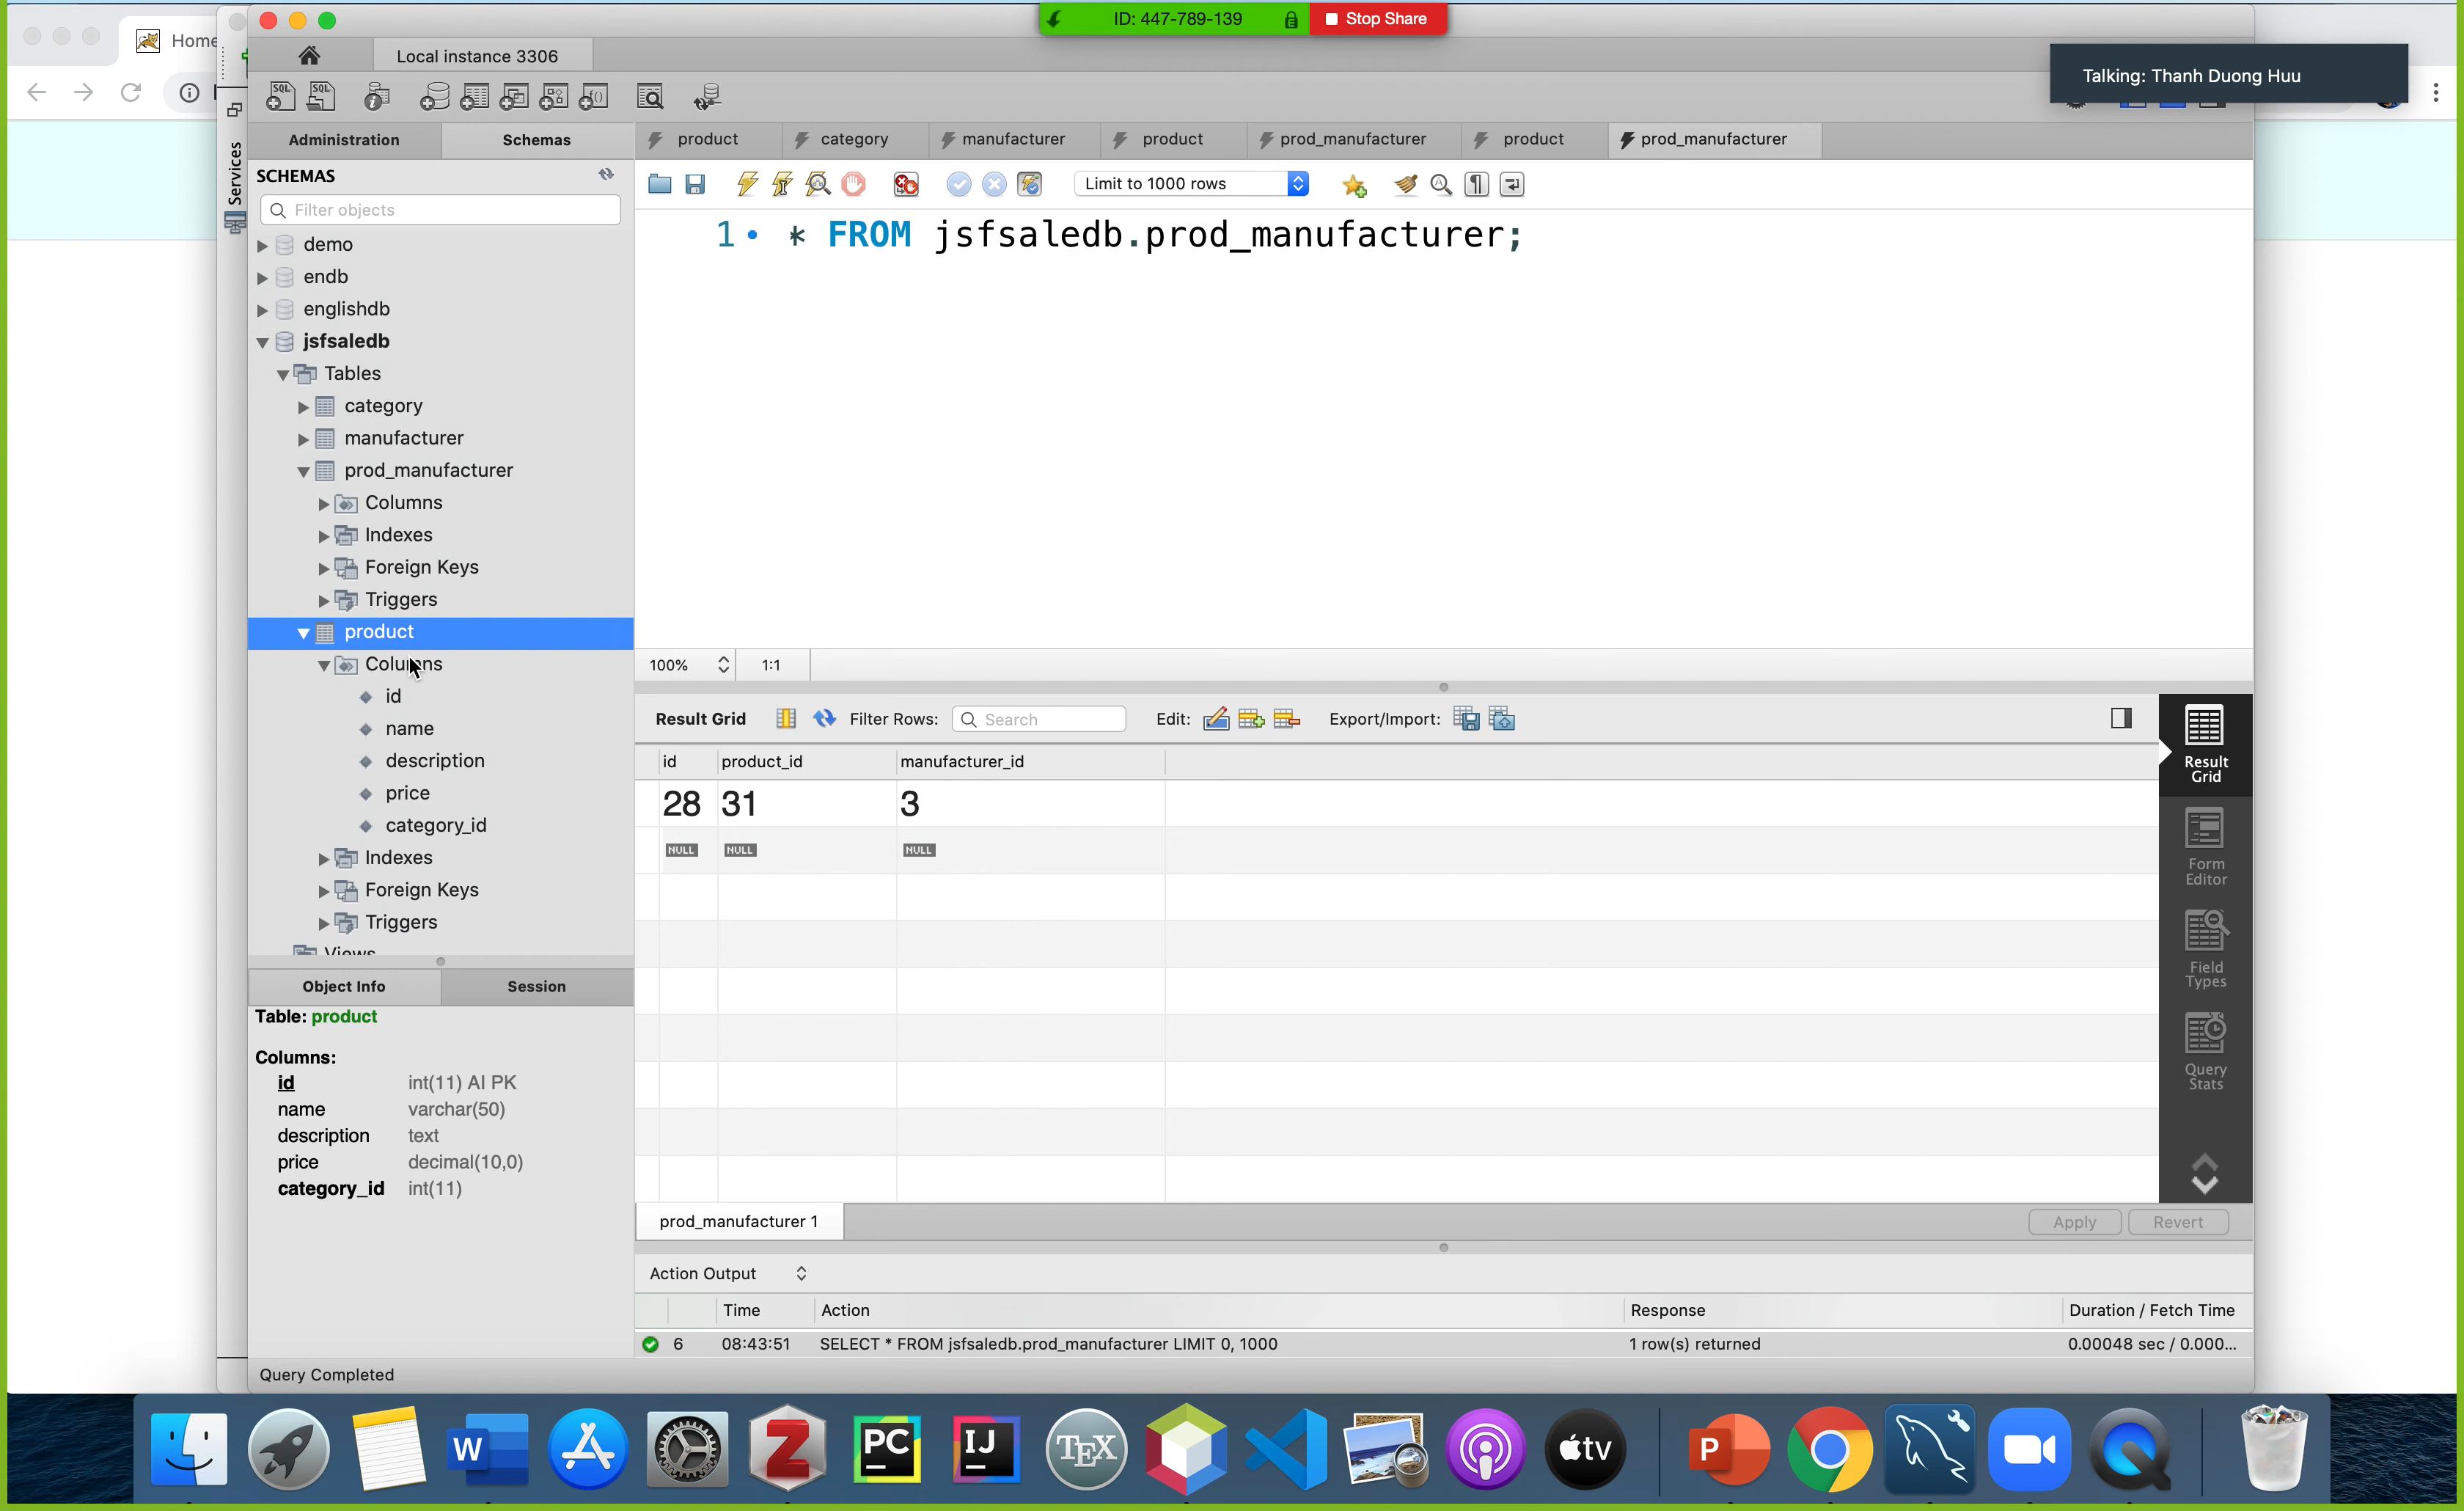 ID: 447-789-139
Stop Share
Home
Local instance 3306
Talking: Thanh Duong Huu
Administration
Schemas
product
category
manufacturer
product
prod_manufacturer
product
prod_manufacturer
Services
SCHEMAS
Filter objects
Limit to 1000 rows
1 * FROM jsfsaledb.prod_manufacturer;
demo
endb
englishdb
jsfsaledb
Tables
category
manufacturer
prod_manufacturer
Columns
Indexes
Foreign Keys
Triggers
product
Columns
id
name
description
price
category_id
Indexes
Foreign Keys
Triggers
Views
100%
1:1
Result Grid
Filter Rows:
Search
Edit:
Export/Import:
id product_id manufacturer_id
28 31 3
NULL NULL NULL
Result Grid
Form Editor
Field Types
Query Stats
Object Info
Session
Table: product
Columns:
id int(11) AI PK
name varchar(50)
description text
price decimal(10,0)
category_id int(11)
prod_manufacturer 1
Apply
Revert
Action Output
Time Action Response Duration / Fetch Time
6 08:43:51 SELECT * FROM jsfsaledb.prod_manufacturer LIMIT 0, 1000 1 row(s) returned 0.00048 sec / 0.000...
Query Completed
W
Z
PC
IJ
TEX
tv
P